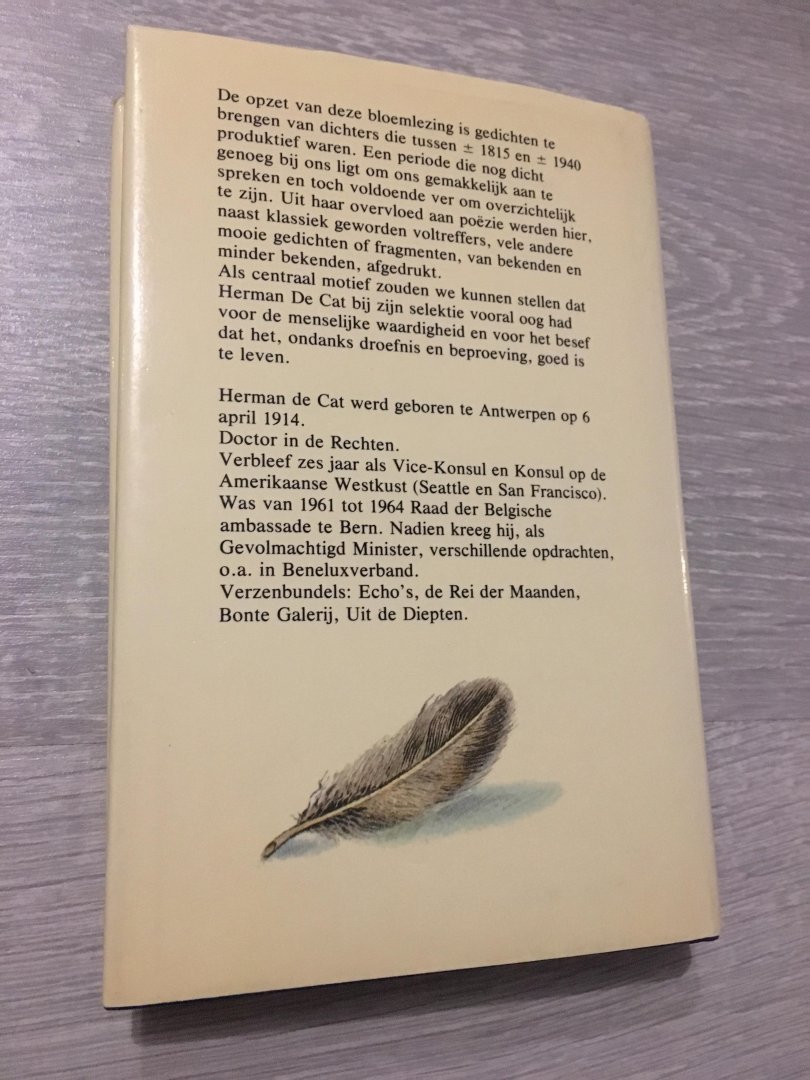 De opzet van deze bloemlezing is gedichten te
brengen van dichters die tussen ± 1815 en ± 1940
produktief waren. Een periode die nog dicht
genoeg bij ons ligt om ons gemakkelijk aan te
spreken en toch voldoende ver om overzichtelijk
te zijn. Uit haar overvloed aan poëzie werden hier,
naast klassiek geworden voltreffers, vele andere
mooie gedichten of fragmenten, van bekenden en
minder bekenden, afgedrukt.
Als centraal motief zouden we kunnen stellen dat
Herman De Cat bij zijn selektie vooral oog had
voor de menselijke waardigheid en voor het besef
dat het, ondanks droefnis en beproeving, goed is
te leven.
Herman de Cat werd geboren te Antwerpen op 6
april 1914.
Doctor in de Rechten.
Verbleef zes jaar als Vice-Konsul en Konsul op de
Amerikaanse Westkust (Seattle en San Francisco).
Was van 1961 tot 1964 Raad der Belgische
ambassade te Bern. Nadien kreeg hij, als
Gevolmachtigd Minister, verschillende opdrachten,
o.a. in Beneluxverband.
Verzenbundels: Echo's, de Rei der Maanden,
Bonte Galerij, Uit de Diepten.